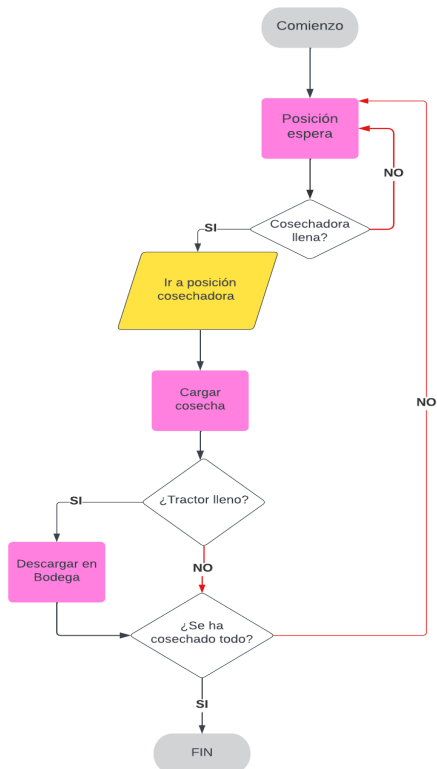 Comienzo
Posición
espera
NO
Cosechadora
llena?
SI
Ir a posición
cosechadora
Cargar
cosecha
NO
¿Tractor lleno?
SI
Descargar en
Bodega
NO
¿Se ha
cosechado todo?
SI
FIN